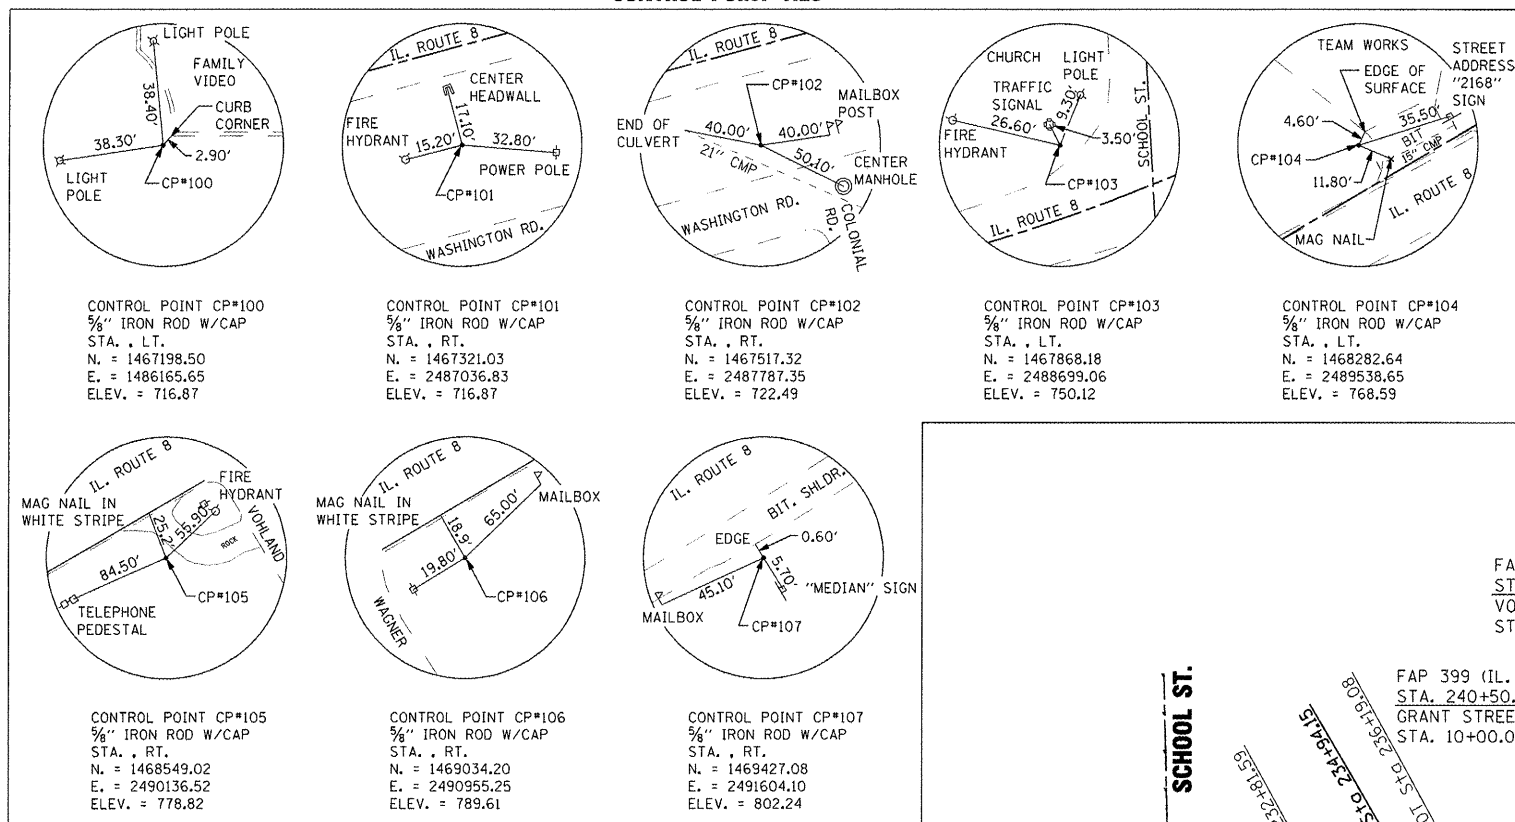 LIGHT POLE
FAMILY
VIDEO
CURB
CORNER
38.40'
38.30'
2.90'
LIGHT
POLE
CP#100
CONTROL POINT CP#100
5/8" IRON ROD W/CAP
STA. , LT.
N. = 1467198.50
E. = 1486165.65
ELEV. = 716.87
IL. ROUTE 8
CENTER
HEADWALL
17.10'
FIRE
HYDRANT
15.20'
32.80'
POWER POLE
CP#101
WASHINGTON RD.
CONTROL POINT CP#101
5/8" IRON ROD W/CAP
STA. , RT.
N. = 1467321.03
E. = 2487036.83
ELEV. = 716.87
IL. ROUTE 8
CP#102
MAILBOX
POST
END OF
CULVERT
40.00'
40.00'
21" CMP
50.10'
CENTER
MANHOLE
WASHINGTON RD.
COLONIAL
RD.
CONTROL POINT CP#102
5/8" IRON ROD W/CAP
STA. , RT.
N. = 1467517.32
E. = 2487787.35
ELEV. = 722.49
CHURCH
LIGHT
POLE
TRAFFIC
SIGNAL
9.30'
26.60'
FIRE
HYDRANT
3.50'
SCHOOL ST.
CP#103
IL. ROUTE 8
CONTROL POINT CP#103
5/8" IRON ROD W/CAP
STA. , LT.
N. = 1467868.18
E. = 2488699.06
ELEV. = 750.12
TEAM WORKS
EDGE OF
SURFACE
STREET
ADDRESS
"2168"
SIGN
4.60'
35.50'
BIT
15" CMP
CP#104
11.80'
IL. ROUTE 8
MAG NAIL
CONTROL POINT CP#104
5/8" IRON ROD W/CAP
STA. , LT.
N. = 1468282.64
E. = 2489538.65
ELEV. = 768.59
IL. ROUTE 8
FIRE
HYDRANT
MAG NAIL IN
WHITE STRIPE
25.2'
55.90'
ROCK
VOHLAND
84.50'
CP#105
TELEPHONE
PEDESTAL
CONTROL POINT CP#105
5/8" IRON ROD W/CAP
STA. , RT.
N. = 1468549.02
E. = 2490136.52
ELEV. = 778.82
IL. ROUTE 8
MAG NAIL IN
WHITE STRIPE
MAILBOX
18.9'
65.00'
19.80'
CP#106
WAGNER
CONTROL POINT CP#106
5/8" IRON ROD W/CAP
STA. , RT.
N. = 1469034.20
E. = 2490955.25
ELEV. = 789.61
IL. ROUTE 8
BIT. SHLDR.
EDGE
0.60'
5.70'
45.10'
"MEDIAN" SIGN
MAILBOX
CP#107
CONTROL POINT CP#107
5/8" IRON ROD W/CAP
STA. , RT.
N. = 1469427.08
E. = 2491604.10
ELEV. = 802.24
FA
ST
VO
ST
FAP 399 (IL.
STA. 240+50.
GRANT STREE
STA. 10+00.0
SCHOOL ST.
32+81.59
Sta 234+94.15
OT Sta 236+19.08